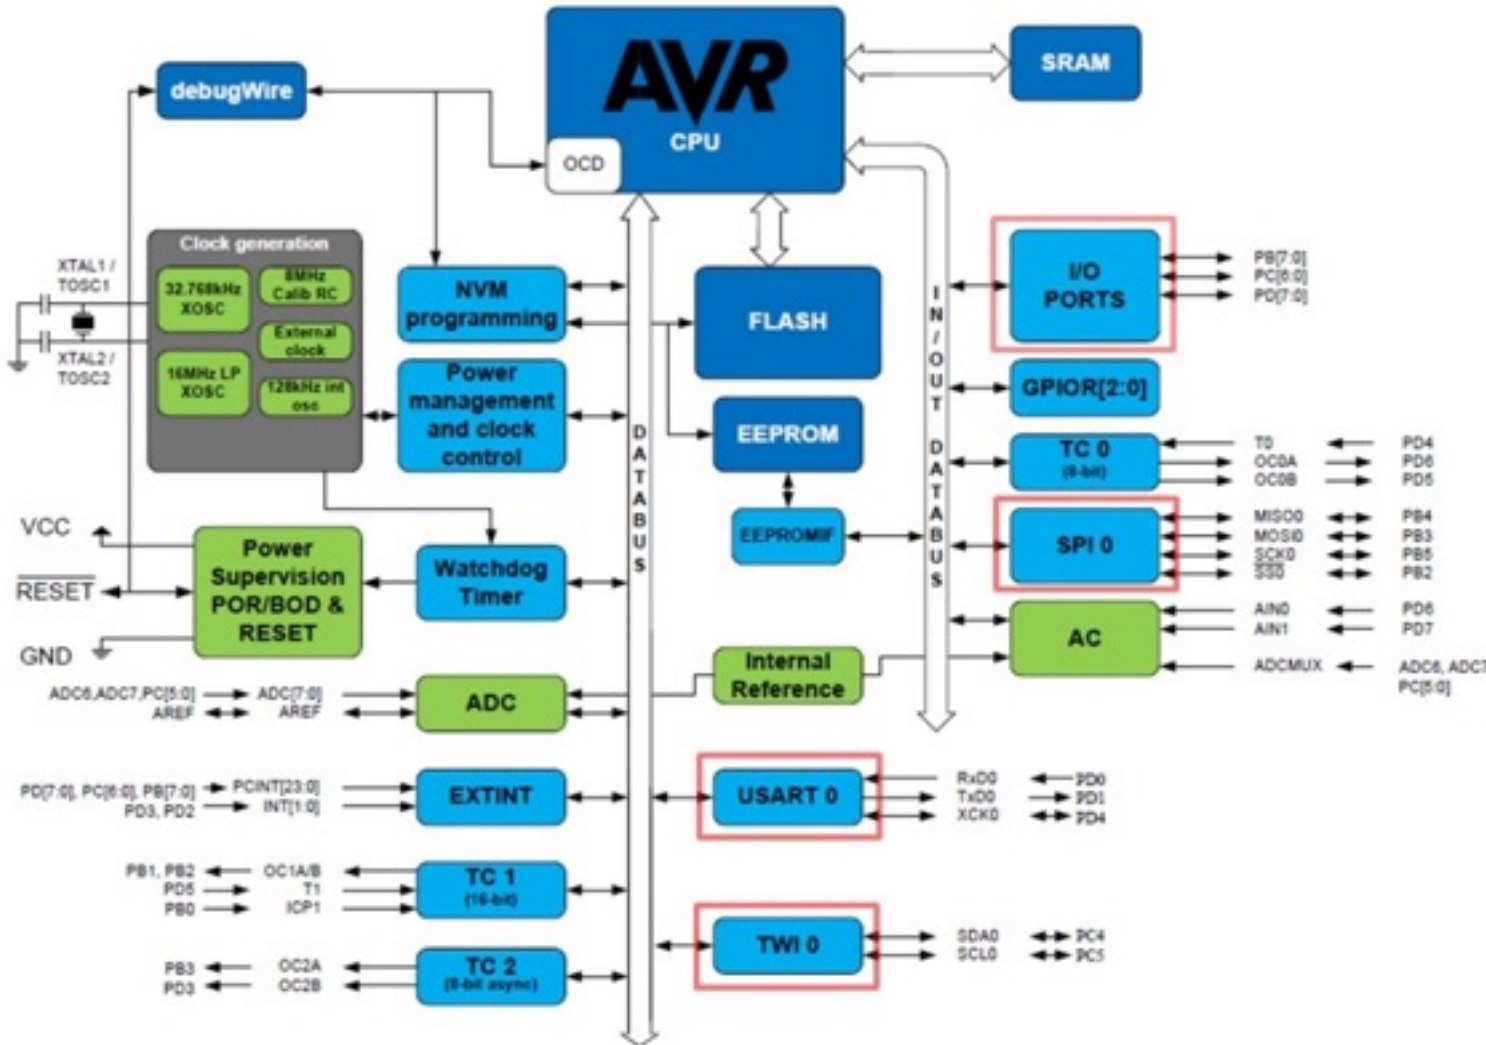 AVR
CPU
OCD
SRAM
debugWire
Clock generation
XTAL1 /
TOSC1
32.768kHz
XOSC
8MHz
Calib RC
External
clock
XTAL2 /
TOSC2
16MHz LP
XOSC
128kHz int
osc
NVM
programming
Power
management
and clock
control
FLASH
EEPROM
EEPROMIF
DATABUS
IN/OUT DATABUS
I/O
PORTS
PB[7:0]
PC[6:0]
PD[7:0]
GPIOR[2:0]
TC 0
(8-bit)
T0 PD4
OC0A PD6
OC0B PD5
SPI 0
MISO0 PB4
MOSI0 PB3
SCK0 PB5
SS0 PB2
AC
AIN0 PD6
AIN1 PD7
ADCMUX ADC6, ADC7
PC[5:0]
VCC
RESET
GND
Power
Supervision
POR/BOD &
RESET
Watchdog
Timer
Internal
Reference
ADC6,ADC7,PC[5:0] ADC[7:0]
AREF AREF
ADC
PD[7:0], PC[6:0], PB[7:0] PCINT[23:0]
PD3, PD2 INT[1:0]
EXTINT
USART 0
RxD0 PD0
TxD0 PD1
XCK0 PD4
PB1, PB2 OC1A/B
PD5 T1
PB0 ICP1
TC 1
(16-bit)
TWI 0
SDA0 PC4
SCL0 PC5
PB3 OC2A
PD3 OC2B
TC 2
(8-bit async)